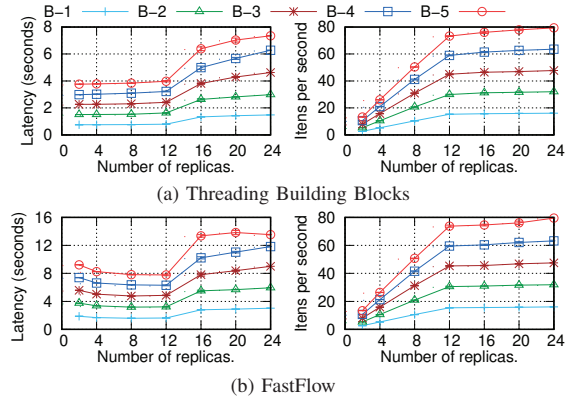 B-1 B-2 B-3 B-4 B-5
Latency (seconds)
8
6
4
2
0
0 4 8 12 16 20 24
Number of replicas.
Itens per second
80
60
40
20
0
0 4 8 12 16 20 24
Number of replicas.
(a) Threading Building Blocks
Latency (seconds)
16
12
8
4
0
0 4 8 12 16 20 24
Number of replicas.
Itens per second
80
60
40
20
0
0 4 8 12 16 20 24
Number of replicas.
(b) FastFlow